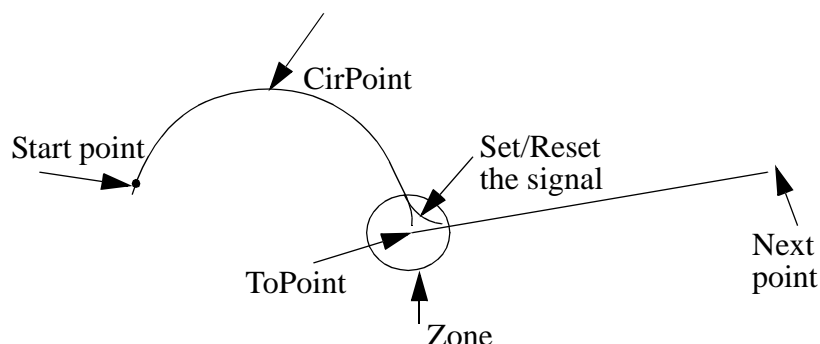 CirPoint
Start point
Set/Reset
the signal
Next
point
ToPoint
Zone